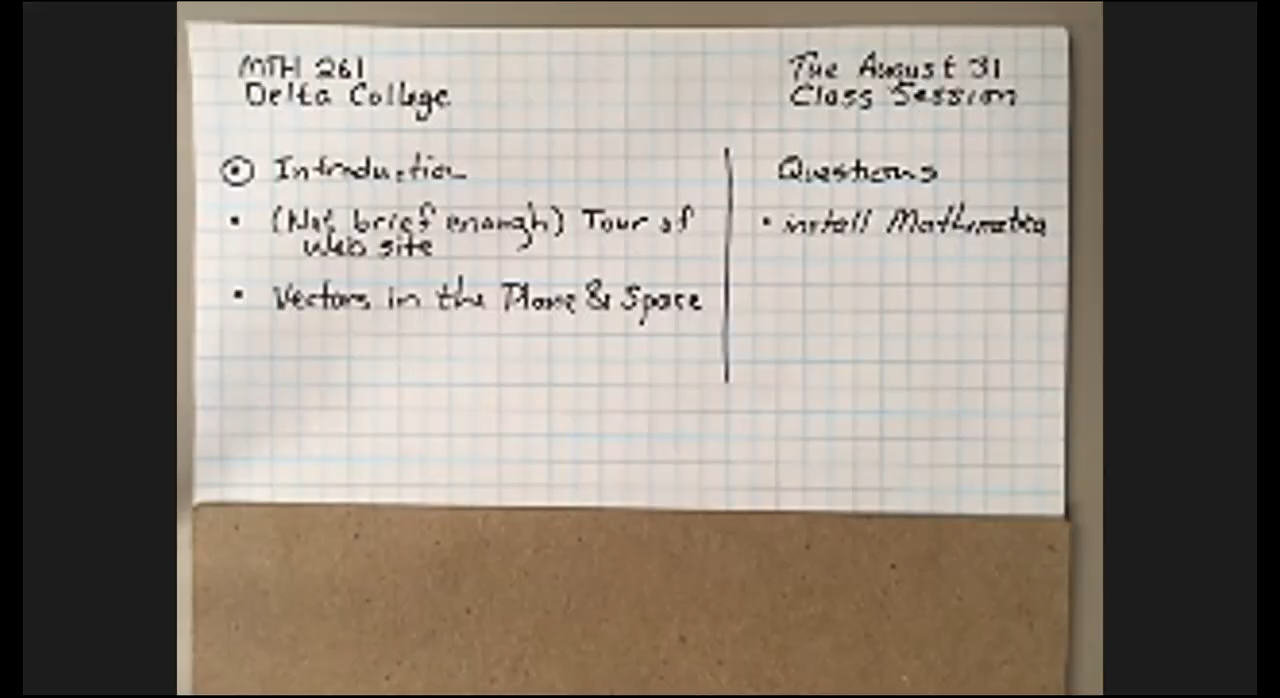 MTH 261
Delta College
Tue August 31
Class Session
Introduction
(Not brief enough) Tour of
web site
Vectors in the Plane & Space
Questions
install Mathematica